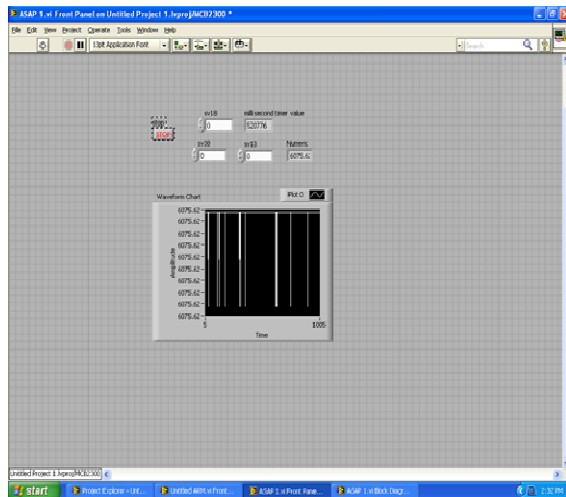 ASAP 1.vi Front Panel on Untitled Project 1.lvproj/MCB2300 *
File Edit View Project Operate Tools Window Help
13pt Application Font
Search
stop
STOP
sv18
0
milli second timer value
520776
0
sv13
0
Numeric
6075.62
Waveform Chart
Plot 0
6075.62
6075.62
6075.62
6075.62
6075.62
6075.62
6075.62
6075.62
6075.62
6075.62
Amplitude
5
1005
Time
Untitled Project 1.lvproj/MCB2300
start
Project Explorer - Unt...
Untitled ARM.vi Front...
ASAP 1.vi Front Pane...
ASAP 1.vi Block Diagr...
2:32 PM